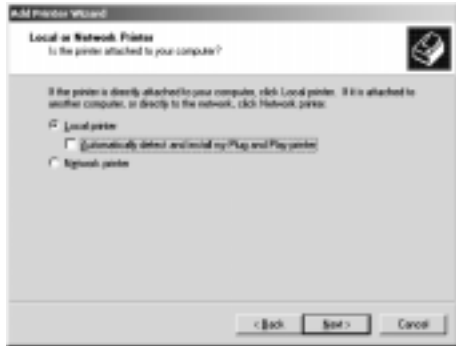 Add Printer Wizard
Local or Network Printer
Is the printer attached to your computer?
If the printer is directly attached to your computer, click Local printer. If it is attached to
another computer, or directly to the network, click Network printer.
Local printer
Automatically detect and install my Plug and Play printer
Network printer
< Back
Next >
Cancel